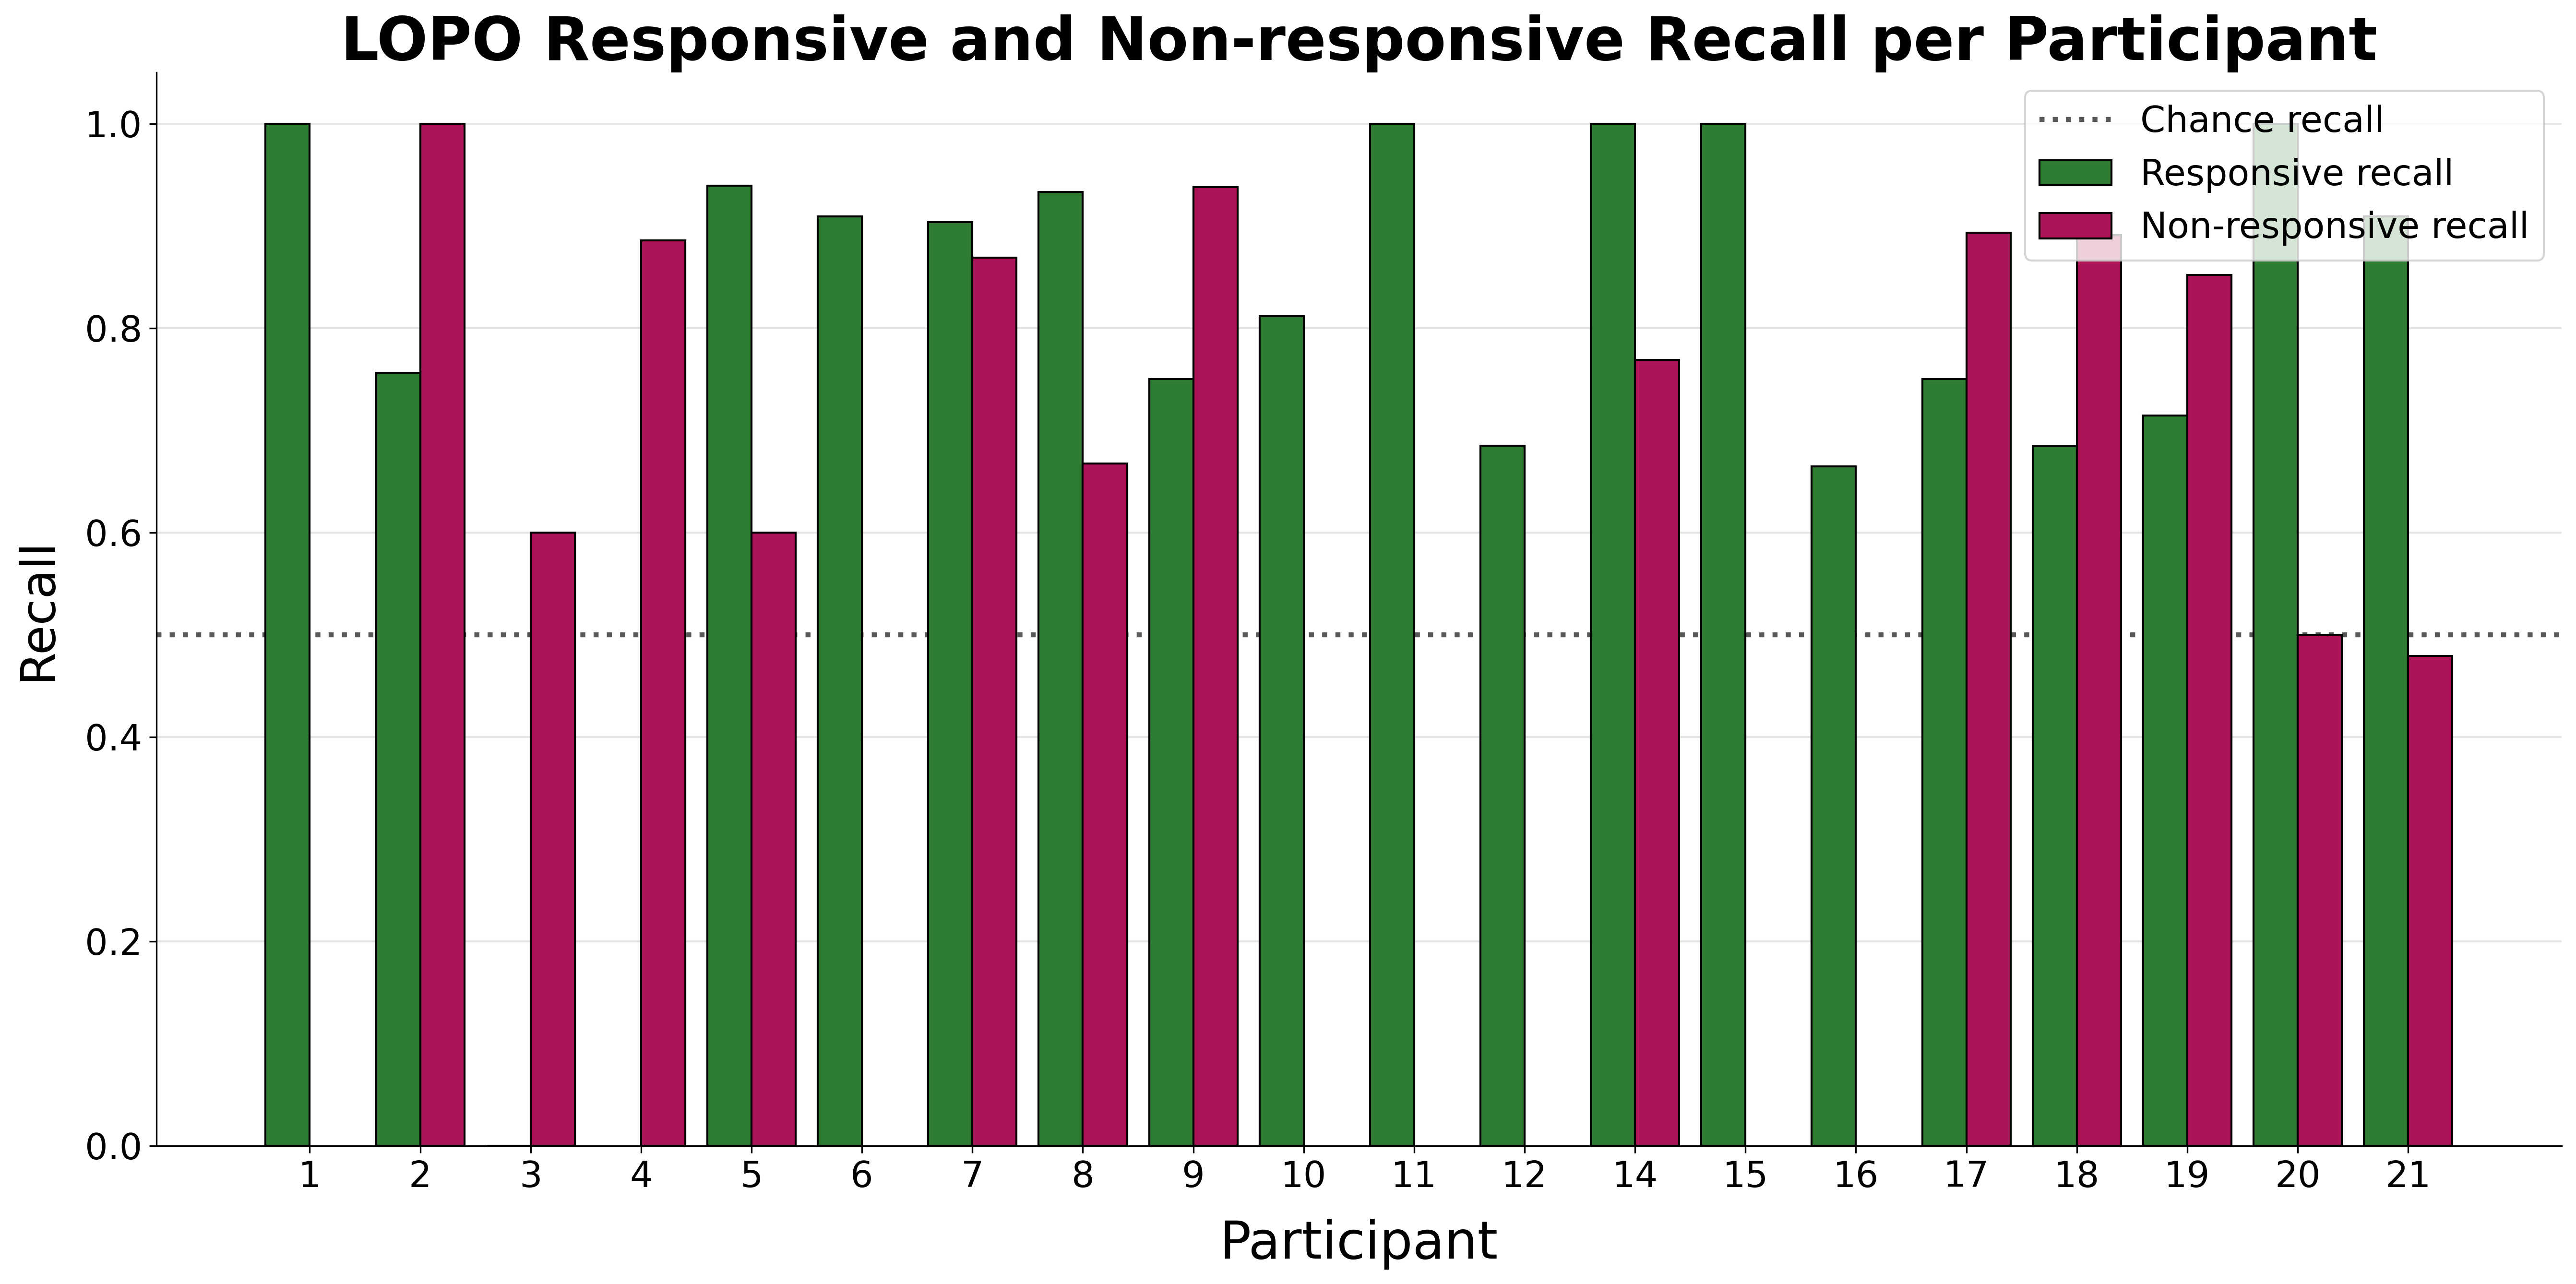 LOPO Responsive and Non-responsive Recall per Participant
Chance recall
Responsive recall
Non-responsive recall
1.0
0.8
0.6
0.4
0.2
0.0
Recall
1 2 3 4 5 6 7 8 9 10 11 12 14 15 16 17 18 19 20 21
Participant